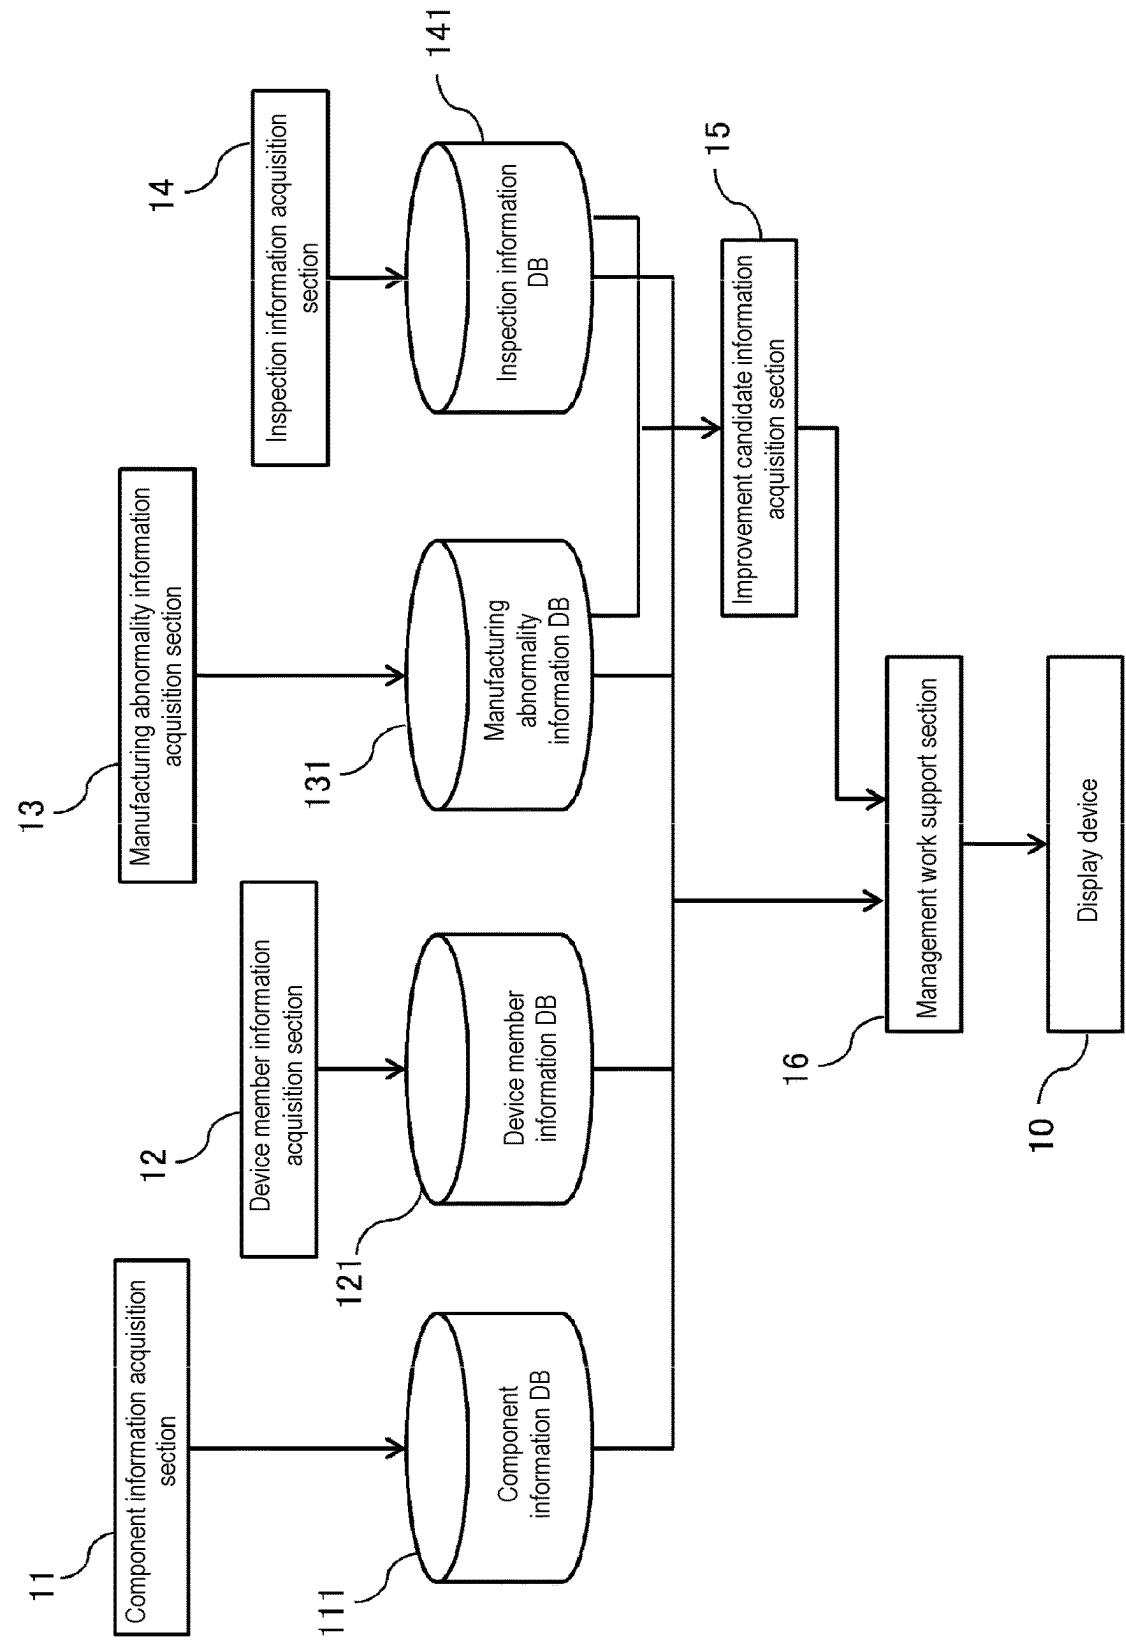 11
Component information acquisition
section
12
Device member information
acquisition section
13
Manufacturing abnormality information
acquisition section
14
Inspection information acquisition
section
111
Component
information DB
121
Device member
information DB
131
Manufacturing
abnormality
information DB
141
Inspection information
DB
15
Improvement candidate information
acquisition section
16
Management work support section
10
Display device